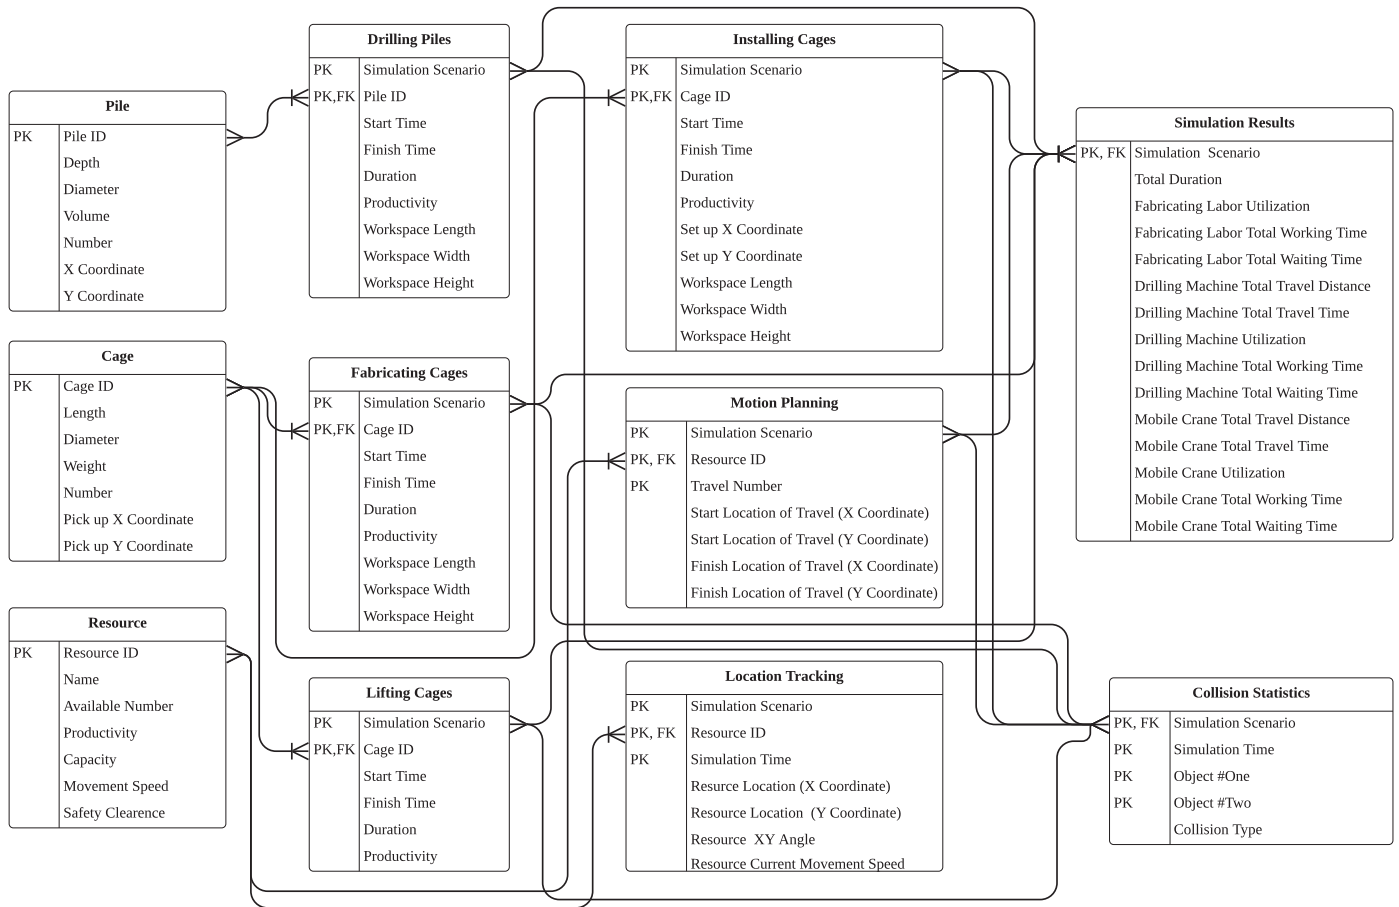 Pile
PK Pile ID
Depth
Diameter
Volume
Number
X Coordinate
Y Coordinate
Cage
PK Cage ID
Length
Diameter
Weight
Number
Pick up X Coordinate
Pick up Y Coordinate
Resource
PK Resource ID
Name
Available Number
Productivity
Capacity
Movement Speed
Safety Clearence
Drilling Piles
PK Simulation Scenario
PK,FK Pile ID
Start Time
Finish Time
Duration
Productivity
Workspace Length
Workspace Width
Workspace Height
Fabricating Cages
PK Simulation Scenario
PK,FK Cage ID
Start Time
Finish Time
Duration
Productivity
Workspace Length
Workspace Width
Workspace Height
Lifting Cages
PK Simulation Scenario
PK,FK Cage ID
Start Time
Finish Time
Duration
Productivity
Installing Cages
PK Simulation Scenario
PK,FK Cage ID
Start Time
Finish Time
Duration
Productivity
Set up X Coordinate
Set up Y Coordinate
Workspace Length
Workspace Width
Workspace Height
Motion Planning
PK Simulation Scenario
PK, FK Resource ID
PK Travel Number
Start Location of Travel (X Coordinate)
Start Location of Travel (Y Coordinate)
Finish Location of Travel (X Coordinate)
Finish Location of Travel (Y Coordinate)
Location Tracking
PK Simulation Scenario
PK, FK Resource ID
PK Simulation Time
Resurce Location (X Coordinate)
Resource Location (Y Coordinate)
Resource XY Angle
Resource Current Movement Speed
Simulation Results
PK, FK Simulation Scenario
Total Duration
Fabricating Labor Utilization
Fabricating Labor Total Working Time
Fabricating Labor Total Waiting Time
Drilling Machine Total Travel Distance
Drilling Machine Total Travel Time
Drilling Machine Utilization
Drilling Machine Total Working Time
Drilling Machine Total Waiting Time
Mobile Crane Total Travel Distance
Mobile Crane Total Travel Time
Mobile Crane Utilization
Mobile Crane Total Working Time
Mobile Crane Total Waiting Time
Collision Statistics
PK, FK Simulation Scenario
PK Simulation Time
PK Object #One
PK Object #Two
Collision Type